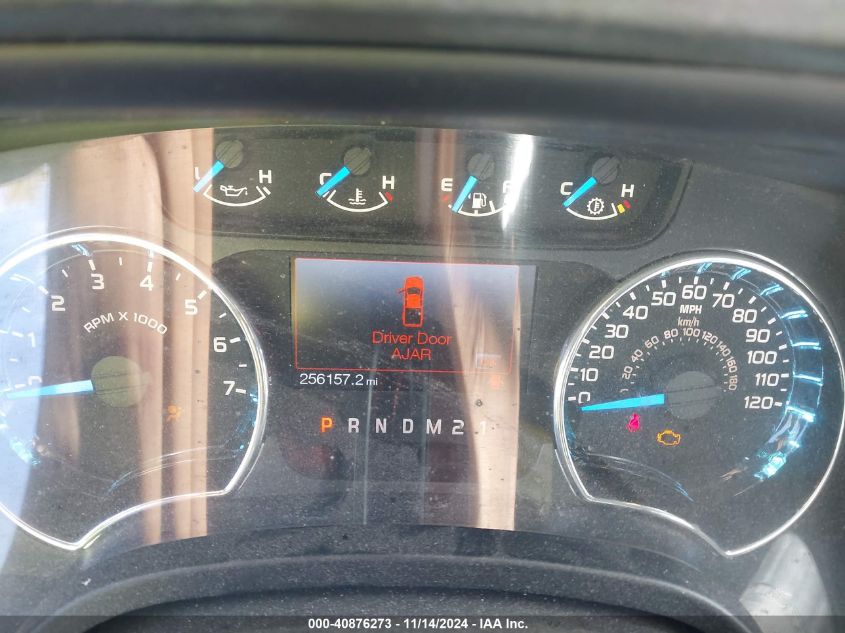 L H
C H
E F
C H
0 1 2 3 4 5 6 7
RPM X 1000
Driver Door
AJAR
256157.2 mi
P R N D M 2 1
0 10 20 30 40 50 60 70 80 90 100 110 120
MPH
km/h
20 40 60 80 100 120 140 160 180
000-40876273 - 11/14/2024 - IAA Inc.